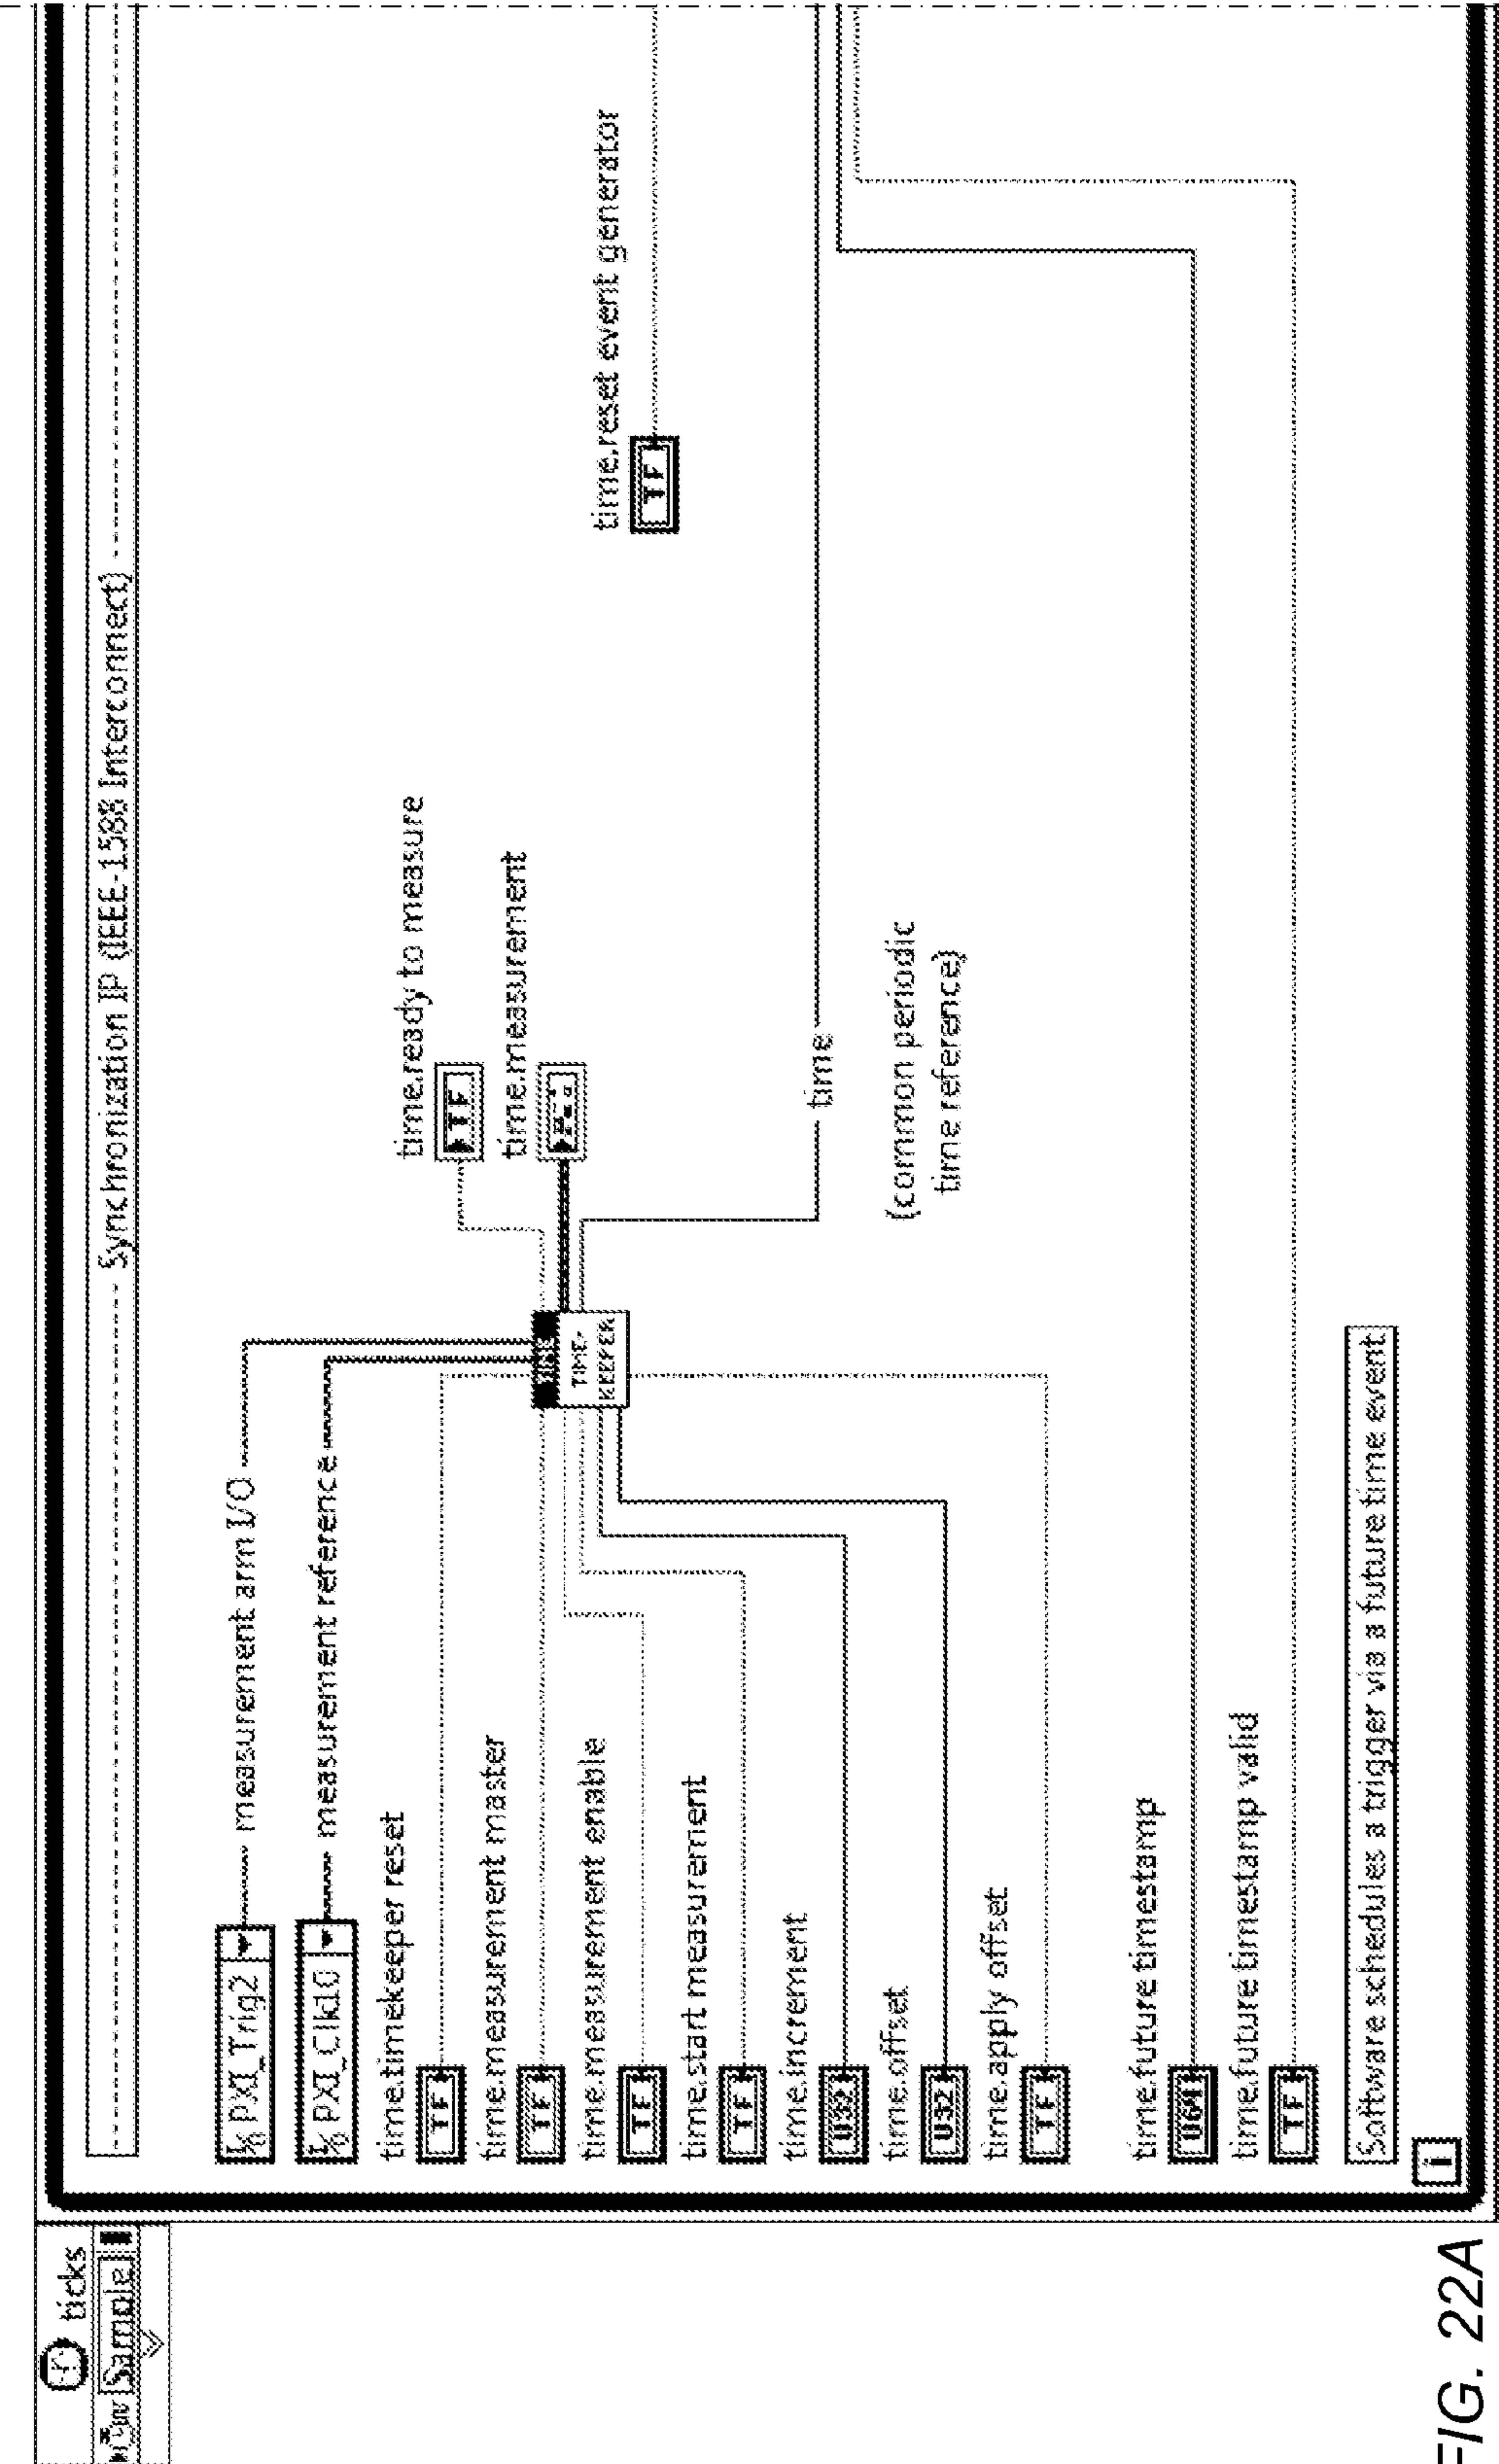 ticks
Sample
Synchronization IP (IEEE-1588 Interconnect)
I/O PXI_Trig2
measurement arm I/O
I/O PXI_Clk10
measurement reference
time.timekeeper reset
TF
time.measurement master
TF
time.measurement enable
TF
time.start measurement
TF
time.increment
U32
time.offset
U32
time.apply offset
TF
TIME-
KEEPER
time.ready to measure
TF
time.measurement
time
(common periodic
time reference)
time.reset event generator
TF
time.future timestamp
U64
time.future timestamp valid
TF
Software schedules a trigger via a future time event
i
FIG. 22A